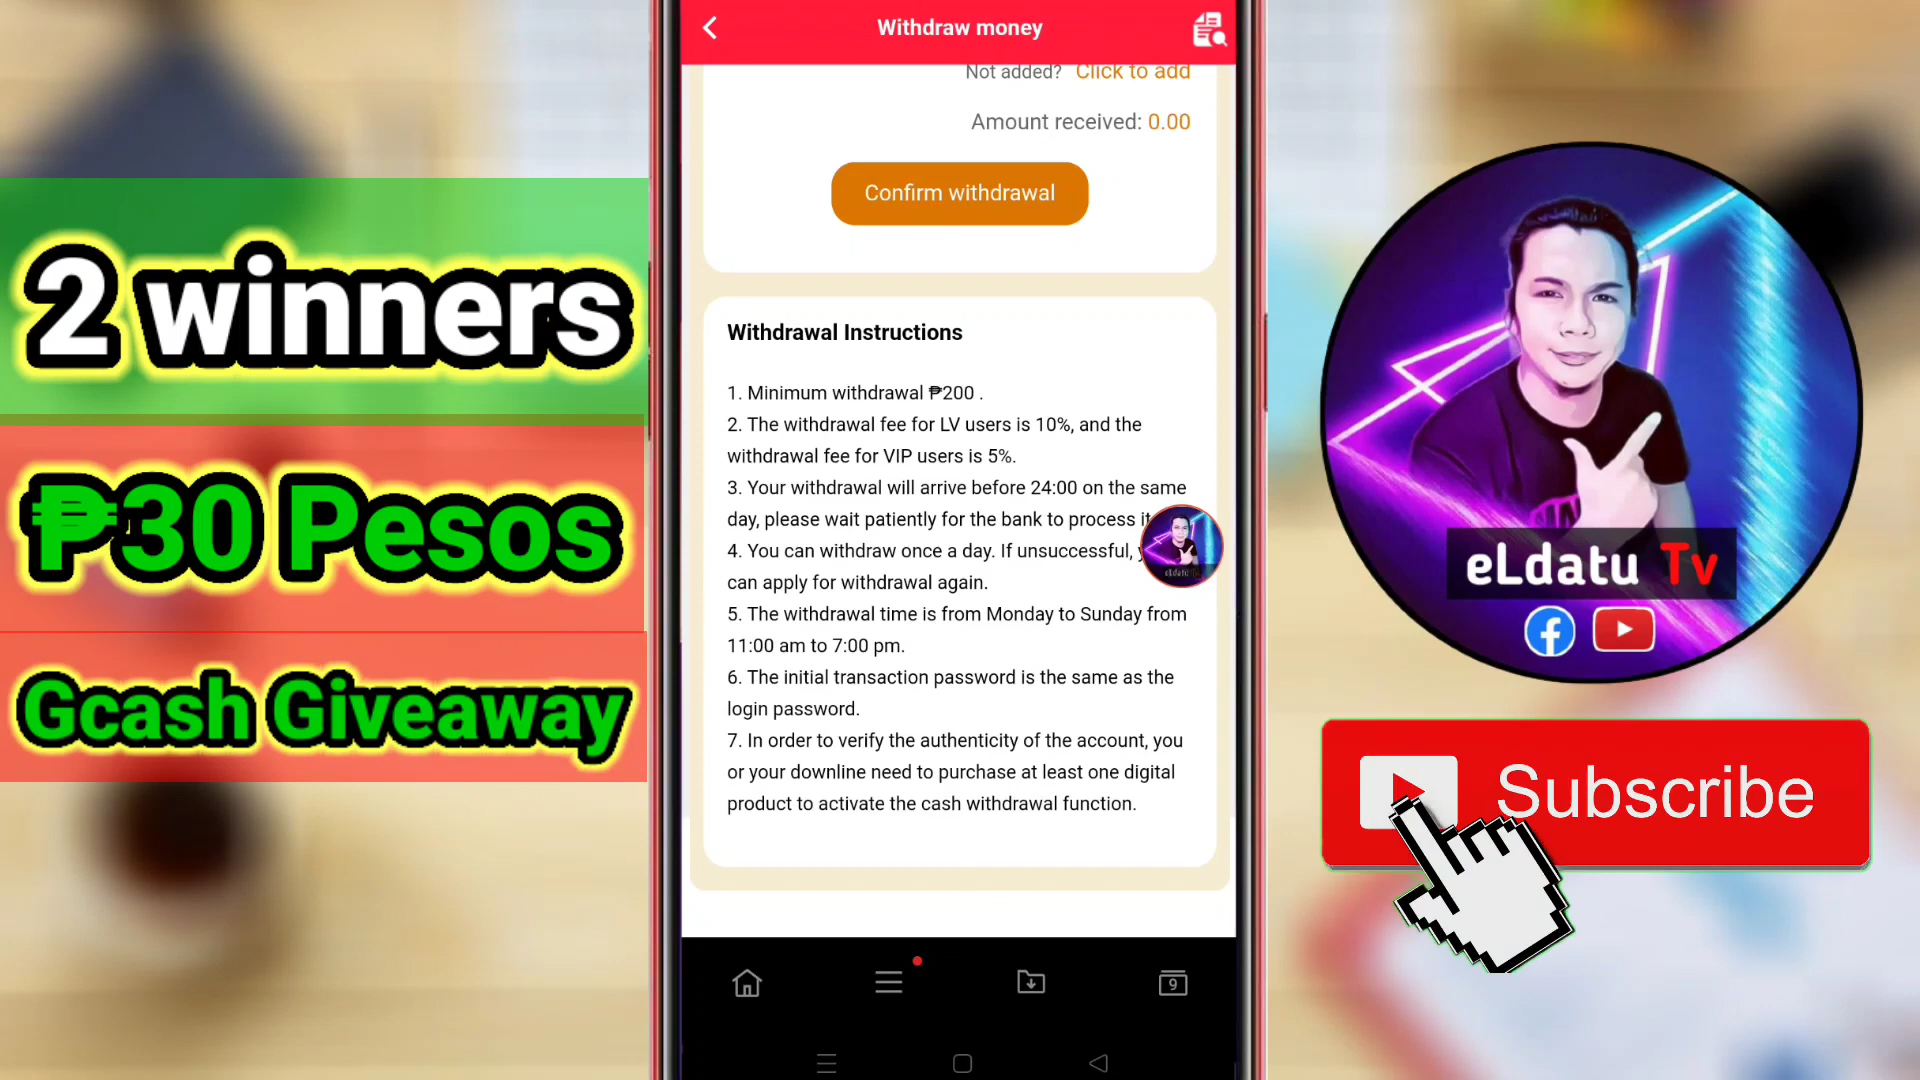 Withdraw money
Not added? Click to add
Amount received: 0.00
Confirm withdrawal
2 winners
₱30 Pesos
Gcash Giveaway
Withdrawal Instructions
1. Minimum withdrawal ₱200 .
2. The withdrawal fee for LV users is 10%, and the
withdrawal fee for VIP users is 5%.
3. Your withdrawal will arrive before 24:00 on the same
day, please wait patiently for the bank to process
4. You can withdraw once a day. If unsuccessful,
can apply for withdrawal again.
5. The withdrawal time is from Monday to Sunday from
11:00 am to 7:00 pm.
6. The initial transaction password is the same as the
login password.
7. In order to verify the authenticity of the account, you
or your downline need to purchase at least one digital
product to activate the cash withdrawal function.
9
eLdatu Tv
eLdatu Tv
Subscribe